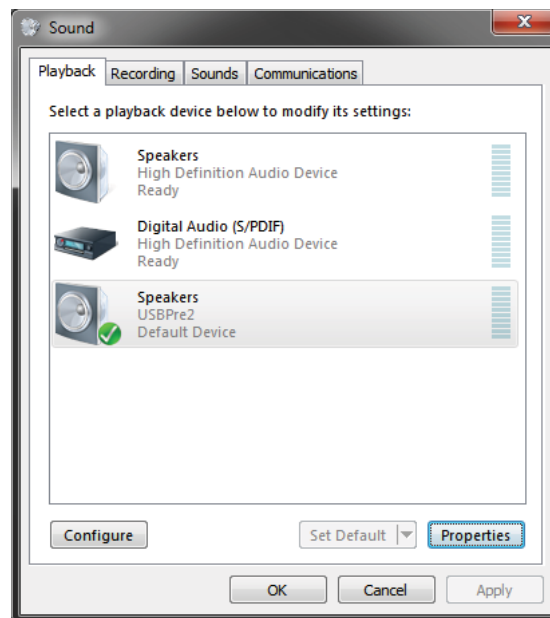 Sound
Playback Recording Sounds Communications
Select a playback device below to modify its settings:
Speakers
High Definition Audio Device
Ready
Digital Audio (S/PDIF)
High Definition Audio Device
Ready
Speakers
USBPre2
Default Device
Configure Set Default Properties
OK Cancel Apply